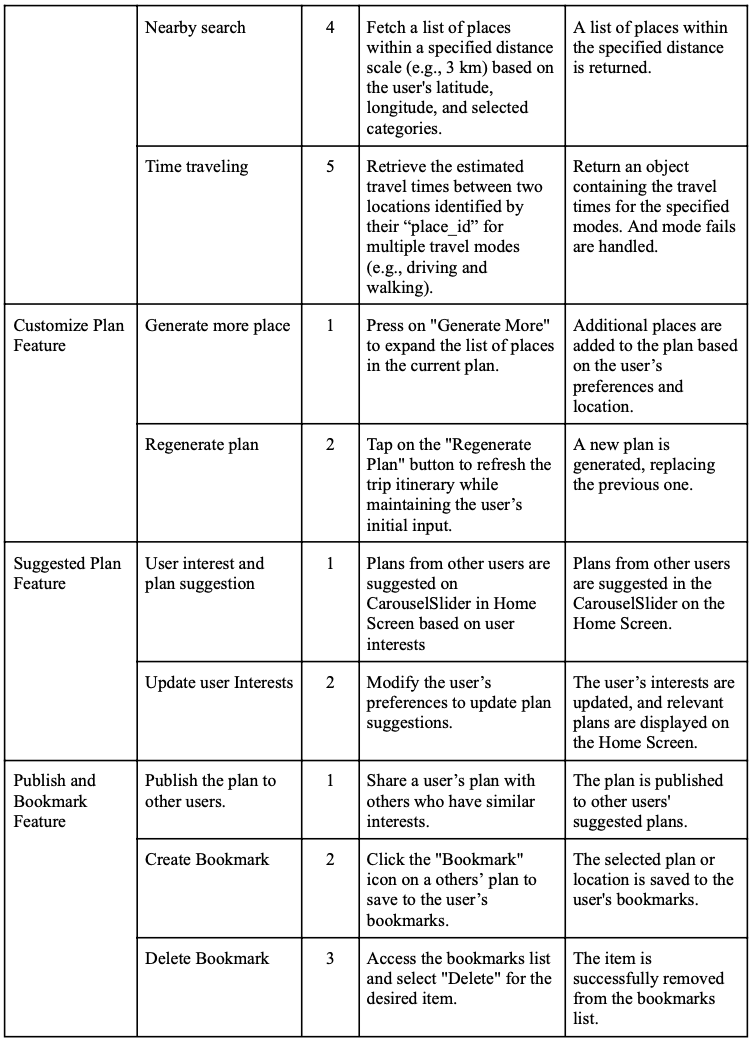 Nearby search
4
Fetch a list of places
within a specified distance
scale (e.g., 3 km) based on
the user's latitude,
longitude, and selected
categories.
A list of places within
the specified distance
is returned.
Time traveling
5
Retrieve the estimated
travel times between two
locations identified by
their “place_id” for
multiple travel modes
(e.g., driving and
walking).
Return an object
containing the travel
times for the specified
modes. And mode fails
are handled.
Customize Plan
Feature
Generate more place
1
Press on "Generate More"
to expand the list of places
in the current plan.
Additional places are
added to the plan based
on the user’s
preferences and
location.
Regenerate plan
2
Tap on the "Regenerate
Plan" button to refresh the
trip itinerary while
maintaining the user’s
initial input.
A new plan is
generated, replacing
the previous one.
Suggested Plan
Feature
User interest and
plan suggestion
1
Plans from other users are
suggested on
CarouselSlider in Home
Screen based on user
interests
Plans from other users
are suggested in the
CarouselSlider on the
Home Screen.
Update user Interests
2
Modify the user’s
preferences to update plan
suggestions.
The user’s interests are
updated, and relevant
plans are displayed on
the Home Screen.
Publish and
Bookmark
Feature
Publish the plan to
other users.
1
Share a user’s plan with
others who have similar
interests.
The plan is published
to other users'
suggested plans.
Create Bookmark
2
Click the "Bookmark"
icon on a others’ plan to
save to the user’s
bookmarks.
The selected plan or
location is saved to the
user's bookmarks.
Delete Bookmark
3
Access the bookmarks list
and select "Delete" for the
desired item.
The item is
successfully removed
from the bookmarks
list.